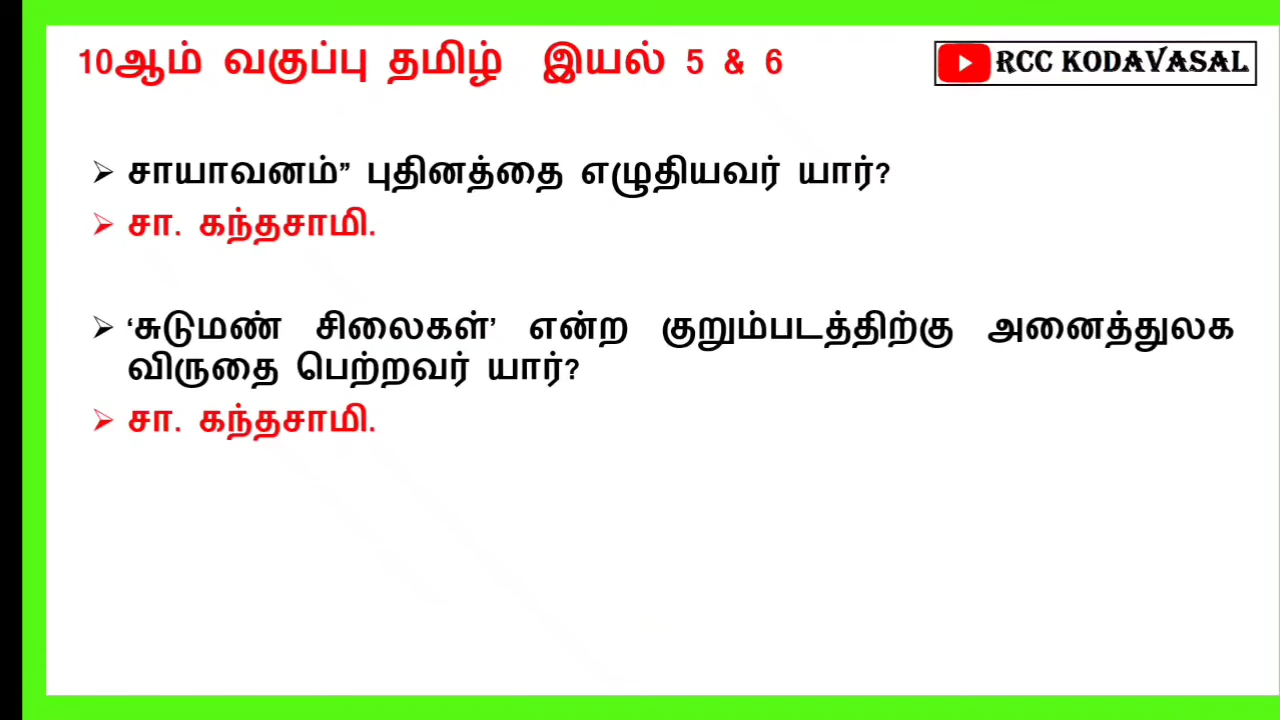 10ஆம் வகுப்பு தமிழ் இயல் 5 & 6
RCC KODAVASAL
➢ சாயாவனம்” புதினத்தை எழுதியவர் யார்?
➢ சா. கந்தசாமி.
➢ ‘சுடுமண் சிலைகள்’ என்ற குறும்படத்திற்கு அனைத்துலக
விருதை பெற்றவர் யார்?
➢ சா. கந்தசாமி.